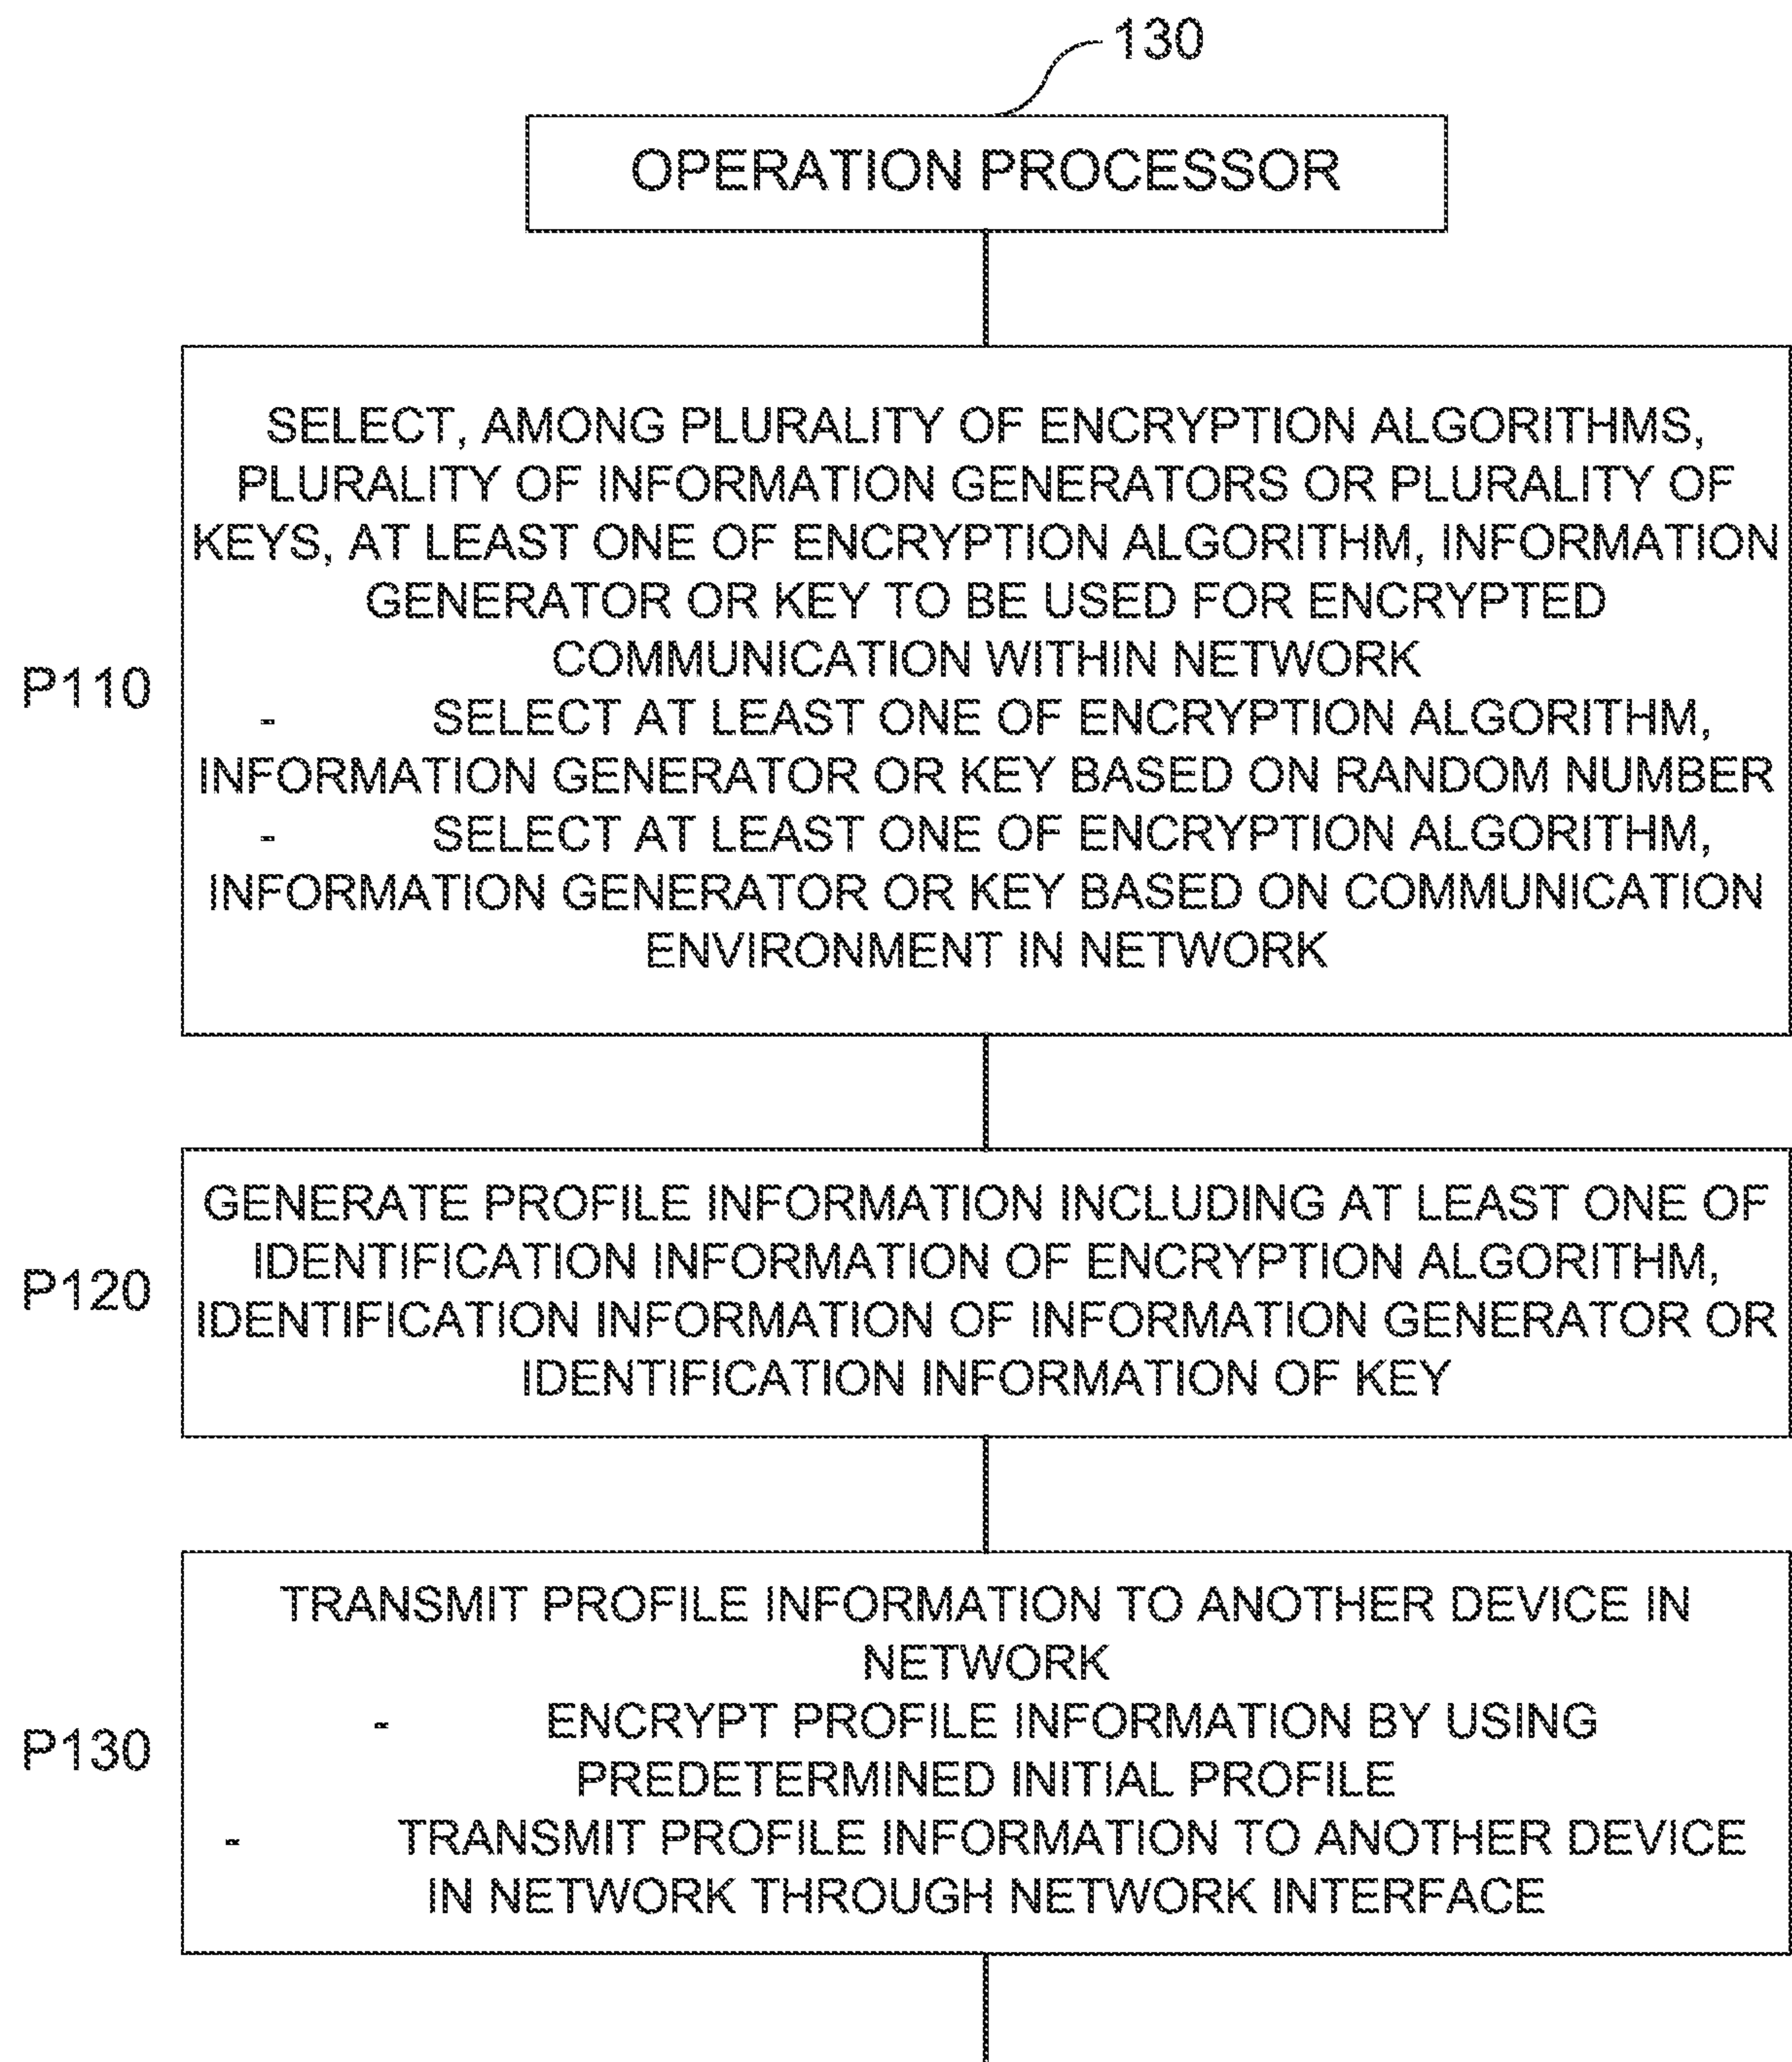 130
OPERATION PROCESSOR
SELECT, AMONG PLURALITY OF ENCRYPTION ALGORITHMS,
PLURALITY OF INFORMATION GENERATORS OR PLURALITY OF
KEYS, AT LEAST ONE OF ENCRYPTION ALGORITHM, INFORMATION
GENERATOR OR KEY TO BE USED FOR ENCRYPTED
COMMUNICATION WITHIN NETWORK
P110
- SELECT AT LEAST ONE OF ENCRYPTION ALGORITHM,
INFORMATION GENERATOR OR KEY BASED ON RANDOM NUMBER
- SELECT AT LEAST ONE OF ENCRYPTION ALGORITHM,
INFORMATION GENERATOR OR KEY BASED ON COMMUNICATION
ENVIRONMENT IN NETWORK
GENERATE PROFILE INFORMATION INCLUDING AT LEAST ONE OF
IDENTIFICATION INFORMATION OF ENCRYPTION ALGORITHM,
P120
IDENTIFICATION INFORMATION OF INFORMATION GENERATOR OR
IDENTIFICATION INFORMATION OF KEY
TRANSMIT PROFILE INFORMATION TO ANOTHER DEVICE IN
NETWORK
- ENCRYPT PROFILE INFORMATION BY USING
P130
PREDETERMINED INITIAL PROFILE
- TRANSMIT PROFILE INFORMATION TO ANOTHER DEVICE
IN NETWORK THROUGH NETWORK INTERFACE